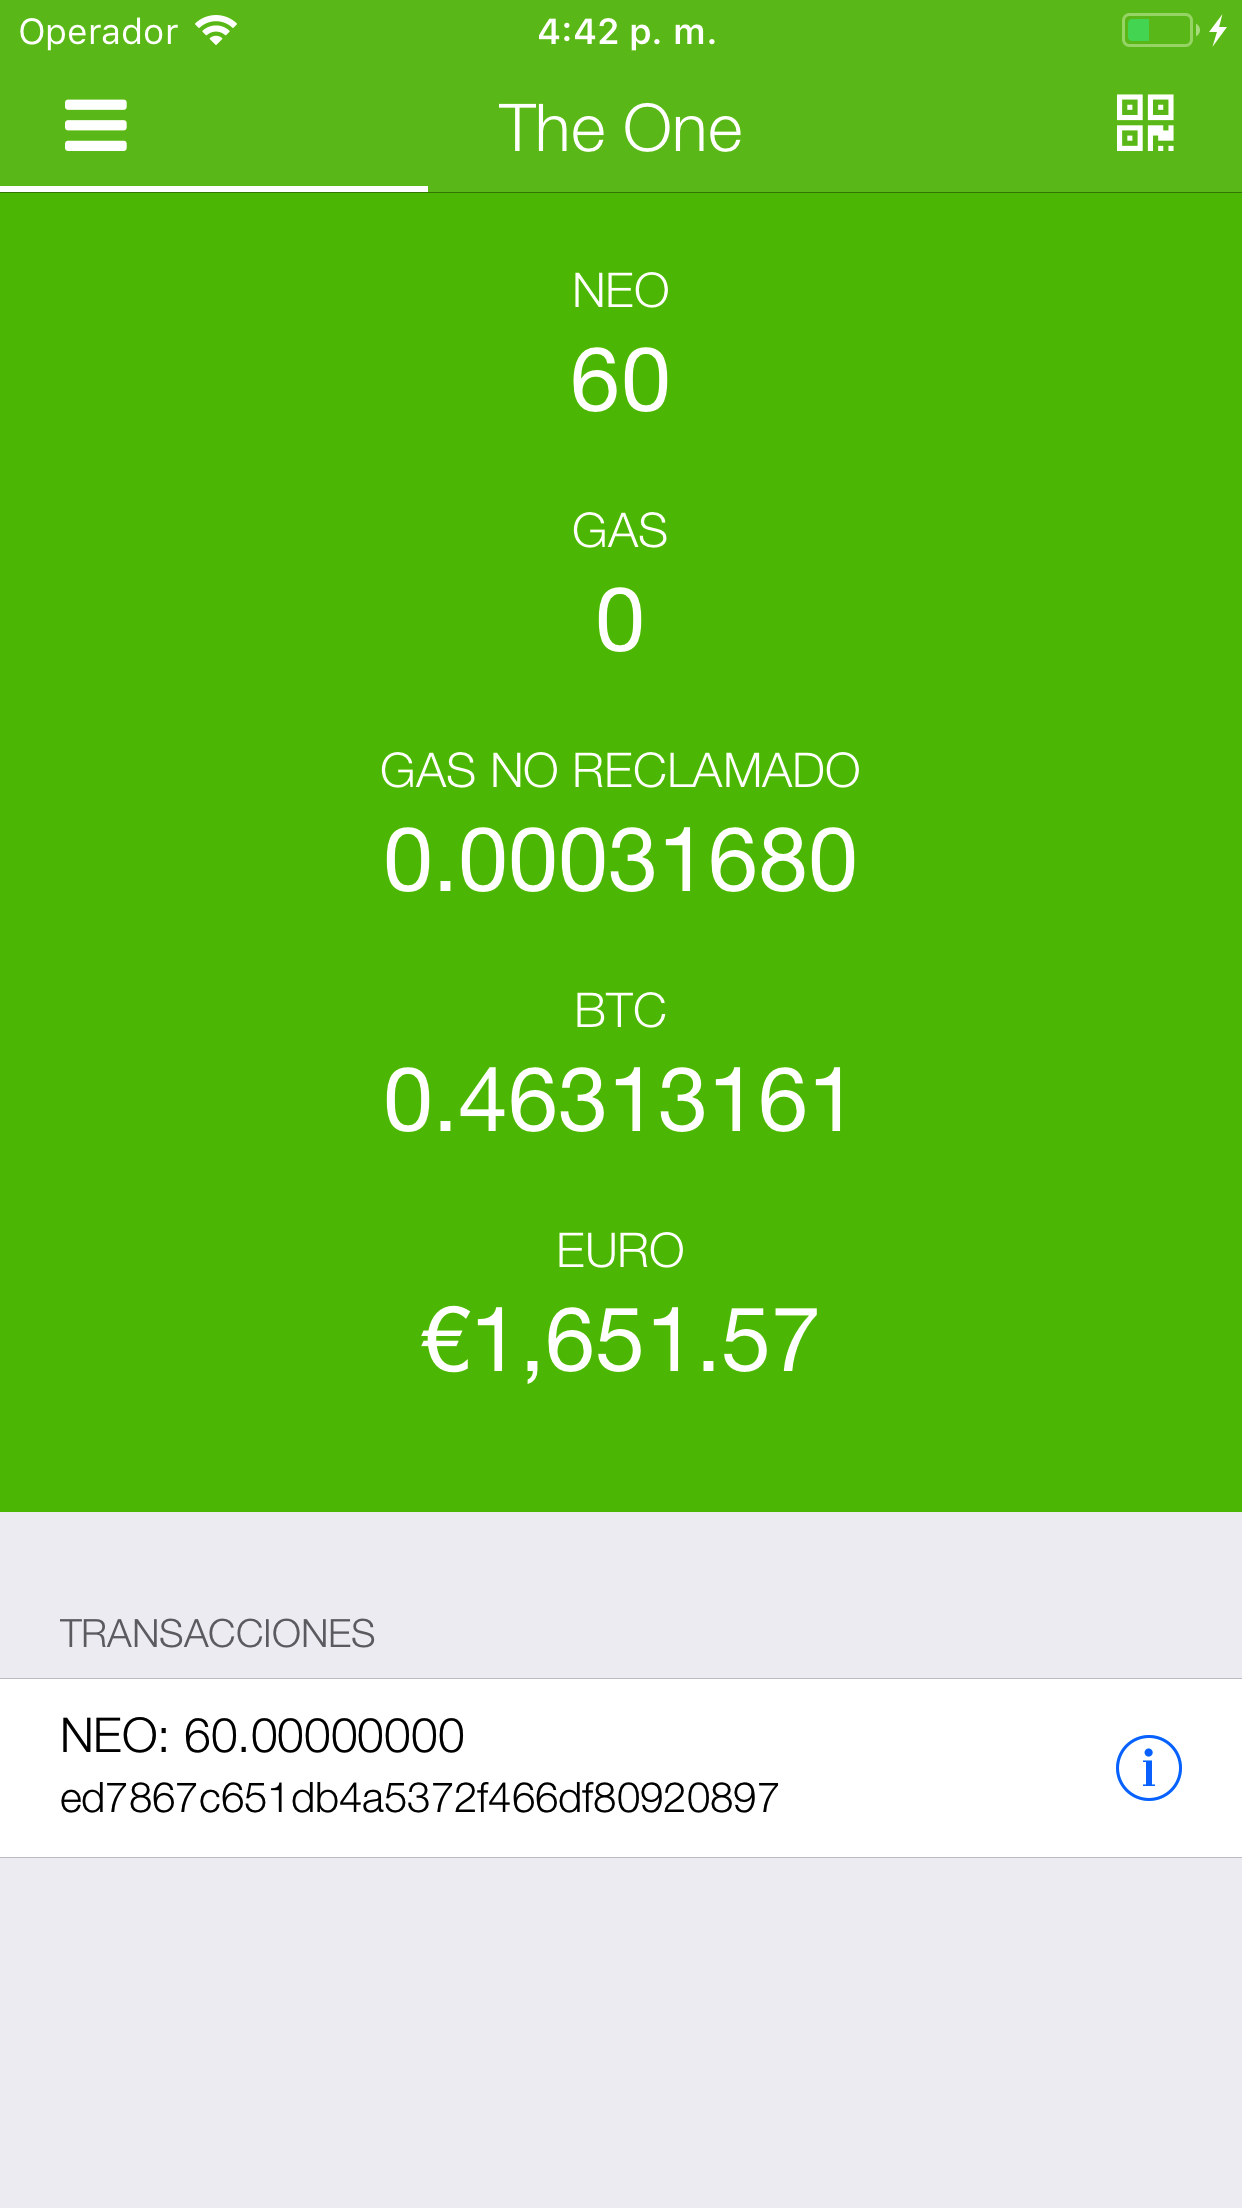 Operador
4:42 p. m.
The One
NEO
60
GAS
0
GAS NO RECLAMADO
0.00031680
BTC
0.46313161
EURO
€1,651.57
TRANSACCIONES
NEO: 60.00000000
ed7867c651db4a5372f466df80920897